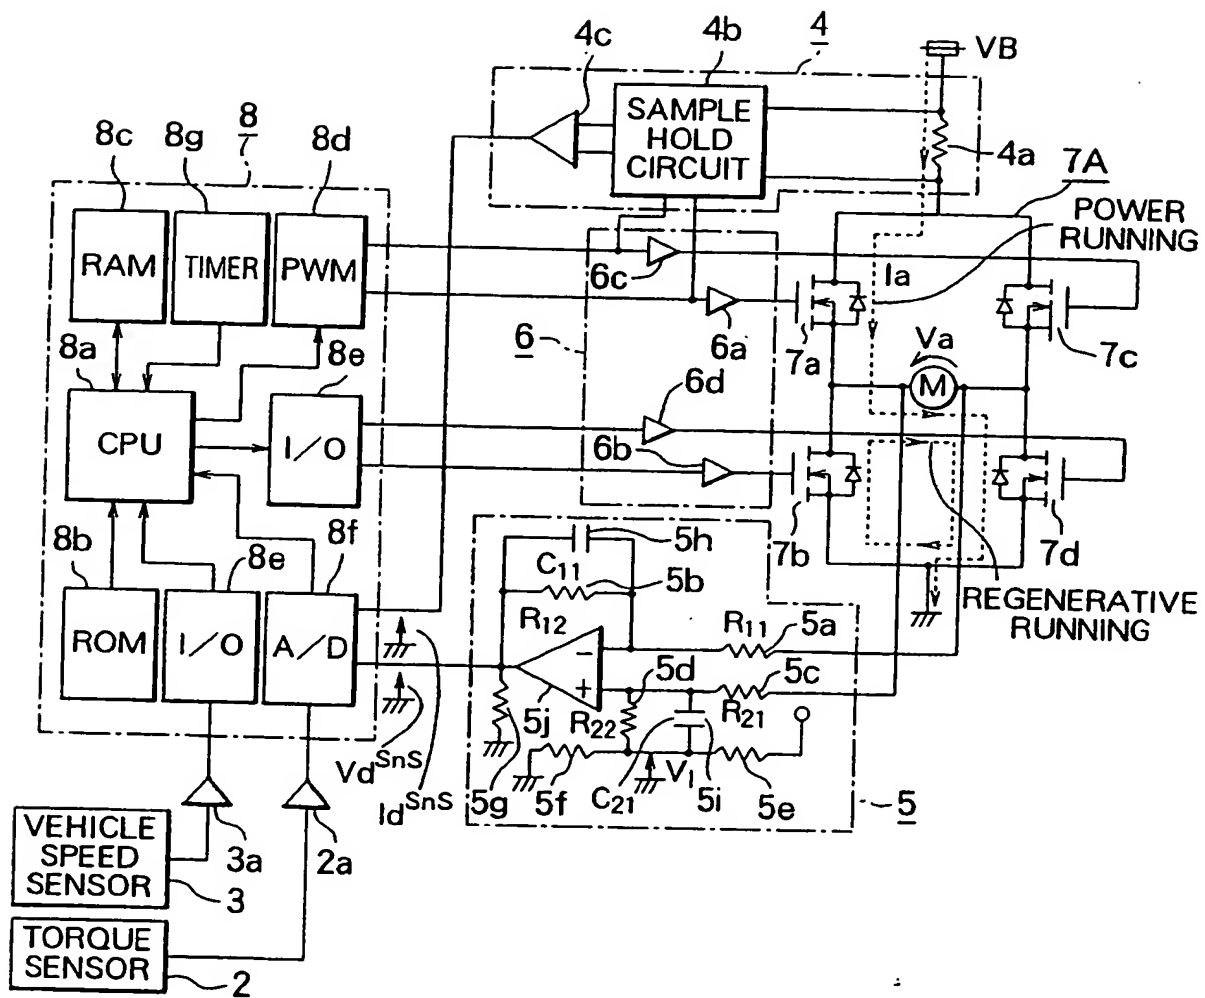 4c
4b
4
VB
SAMPLE
HOLD
CIRCUIT
4a
8
8c
8g
8d
7A
POWER
RUNNING
RAM
TIMER
PWM
6c
Ia
6
6a
7a
7c
8a
8e
Va
M
6d
CPU
I/O
6b
8b
8e
8f
5h
7b
7d
C11
5b
REGENERATIVE
RUNNING
ROM
I/O
A/D
R12
R11
5a
−
+
5d
5c
5j
R22
R21
VdSnS
IdSnS
5g
5f
C21
V1
5i
5e
5
VEHICLE
SPEED
SENSOR
3a
2a
3
TORQUE
SENSOR
2